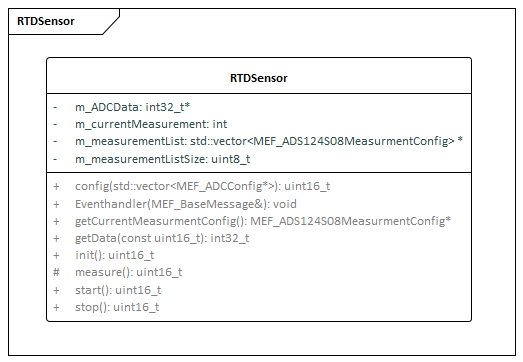 RTDSensor
RTDSensor
- m_ADCData: int32_t*
- m_currentMeasurement: int
- m_measurementList: std::vector<MEF_ADS124S08MeasurmentConfig> *
- m_measurementListSize: uint8_t
+ config(std::vector<MEF_ADCConfig*>): uint16_t
+ Eventhandler(MEF_BaseMessage&): void
+ getCurrentMeasurmentConfig(): MEF_ADS124S08MeasurmentConfig*
+ getData(const uint16_t): int32_t
+ init(): uint16_t
# measure(): uint16_t
+ start(): uint16_t
+ stop(): uint16_t